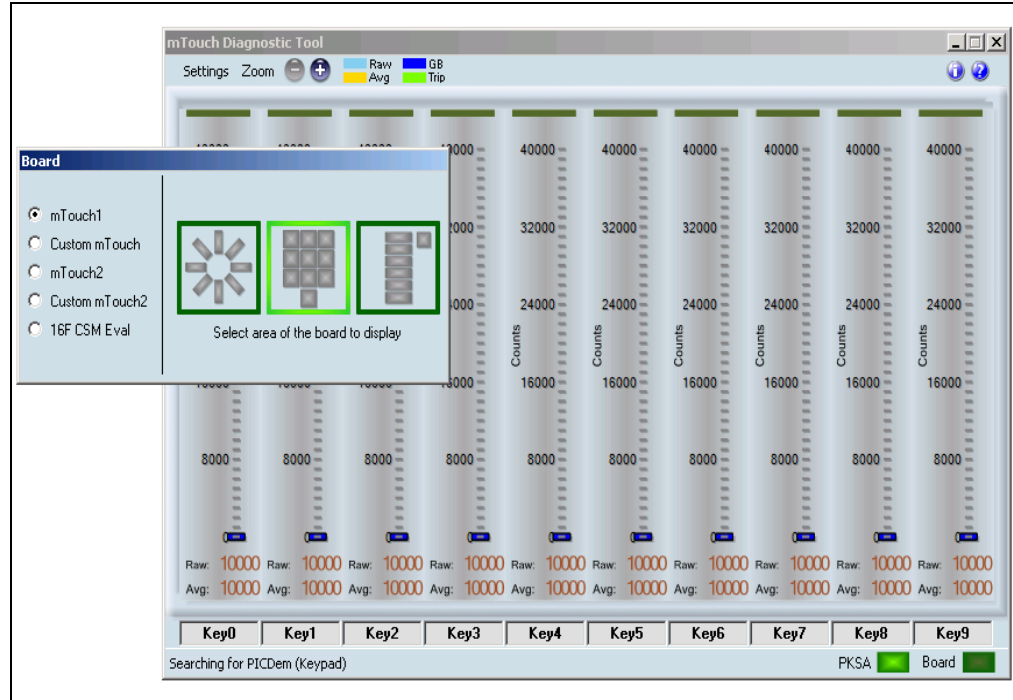 mTouch Diagnostic Tool
Settings Zoom Raw GB
Avg Trip
Board
mTouch1
Custom mTouch
mTouch2
Custom mTouch2
16F CSM Eval
Select area of the board to display
40000 40000 40000 40000 40000 40000
32000 32000 32000 32000 32000 32000
24000 24000 24000 24000 24000 24000
Counts Counts Counts Counts Counts Counts
16000 16000 16000 16000 16000 16000
8000 8000 8000 8000 8000 8000 8000 8000 8000 8000
Raw: 10000 Raw: 10000 Raw: 10000 Raw: 10000 Raw: 10000 Raw: 10000 Raw: 10000 Raw: 10000 Raw: 10000 Raw: 10000
Avg: 10000 Avg: 10000 Avg: 10000 Avg: 10000 Avg: 10000 Avg: 10000 Avg: 10000 Avg: 10000 Avg: 10000 Avg: 10000
Key0 Key1 Key2 Key3 Key4 Key5 Key6 Key7 Key8 Key9
Searching for PICDem (Keypad) PKSA Board